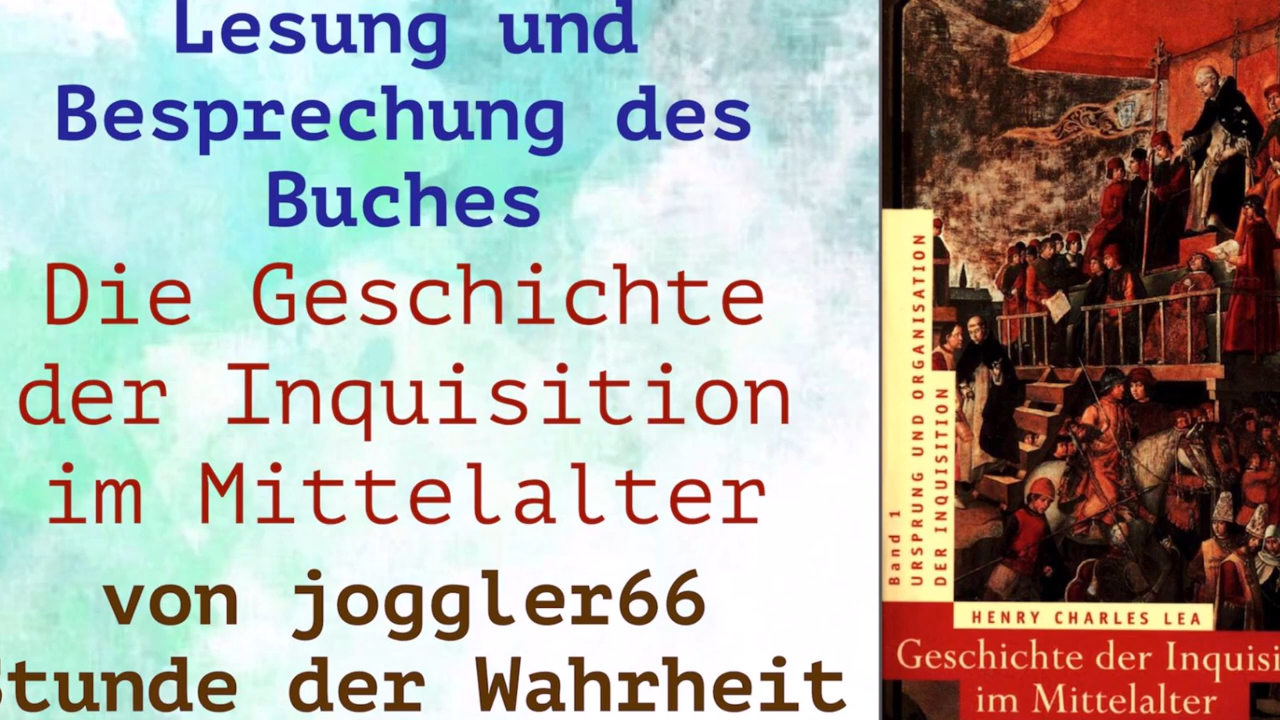 Lesung und
Besprechung des
Buches
Die Geschichte
der Inquisition
im Mittelalter
von joggler66
Stunde der Wahrheit
Band 1
URSPRUNG UND ORGANISATION
DER INQUISITION
HENRY CHARLES LEA
Geschichte der Inquisi
im Mittelalter